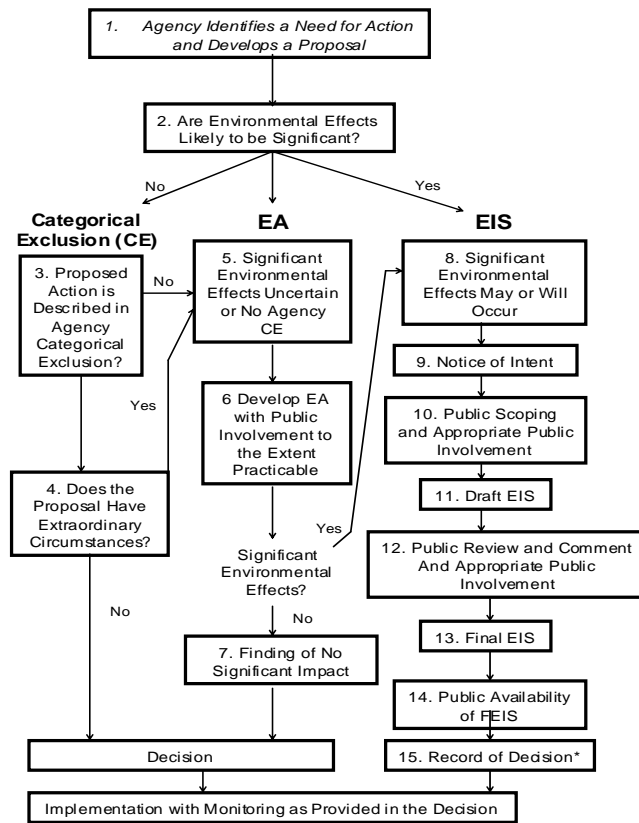 1. Agency Identifies a Need for Action
and Develops a Proposal
2. Are Environmental Effects
Likely to be Significant?
No
Yes
Categorical
Exclusion (CE)
EA
EIS
3. Proposed
Action is
Described in
Agency
Categorical
Exclusion?
No
5. Significant
Environmental
Effects Uncertain
or No Agency
CE
8. Significant
Environmental
Effects May or Will
Occur
9. Notice of Intent
Yes
6 Develop EA
with Public
Involvement to
the Extent
Practicable
10. Public Scoping
and Appropriate Public
Involvement
4. Does the
Proposal Have
Extraordinary
Circumstances?
11. Draft EIS
Yes
Significant
Environmental
Effects?
12. Public Review and Comment
And Appropriate Public
Involvement
No
No
13. Final EIS
7. Finding of No
Significant Impact
14. Public Availability
of FEIS
Decision
15. Record of Decision*
Implementation with Monitoring as Provided in the Decision